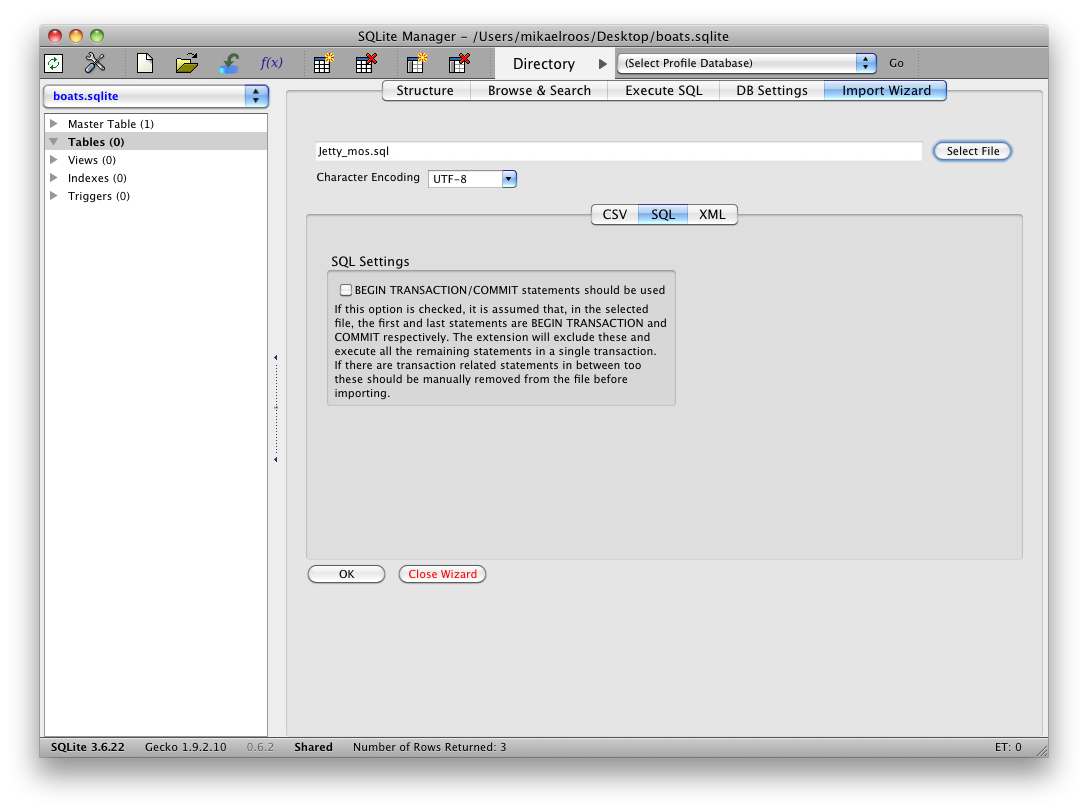 SQLite Manager - /Users/mikaelroos/Desktop/boats.sqlite
f(x)
Directory
(Select Profile Database)
Go
boats.sqlite
Structure
Browse & Search
Execute SQL
DB Settings
Import Wizard
Master Table (1)
Tables (0)
Views (0)
Indexes (0)
Triggers (0)
Jetty_mos.sql
Select File
Character Encoding
UTF-8
CSV
SQL
XML
SQL Settings
BEGIN TRANSACTION/COMMIT statements should be used
If this option is checked, it is assumed that, in the selected
file, the first and last statements are BEGIN TRANSACTION and
COMMIT respectively. The extension will exclude these and
execute all the remaining statements in a single transaction.
If there are transaction related statements in between too
these should be manually removed from the file before
importing.
OK
Close Wizard
SQLite 3.6.22
Gecko 1.9.2.10
0.6.2
Shared
Number of Rows Returned: 3
ET: 0